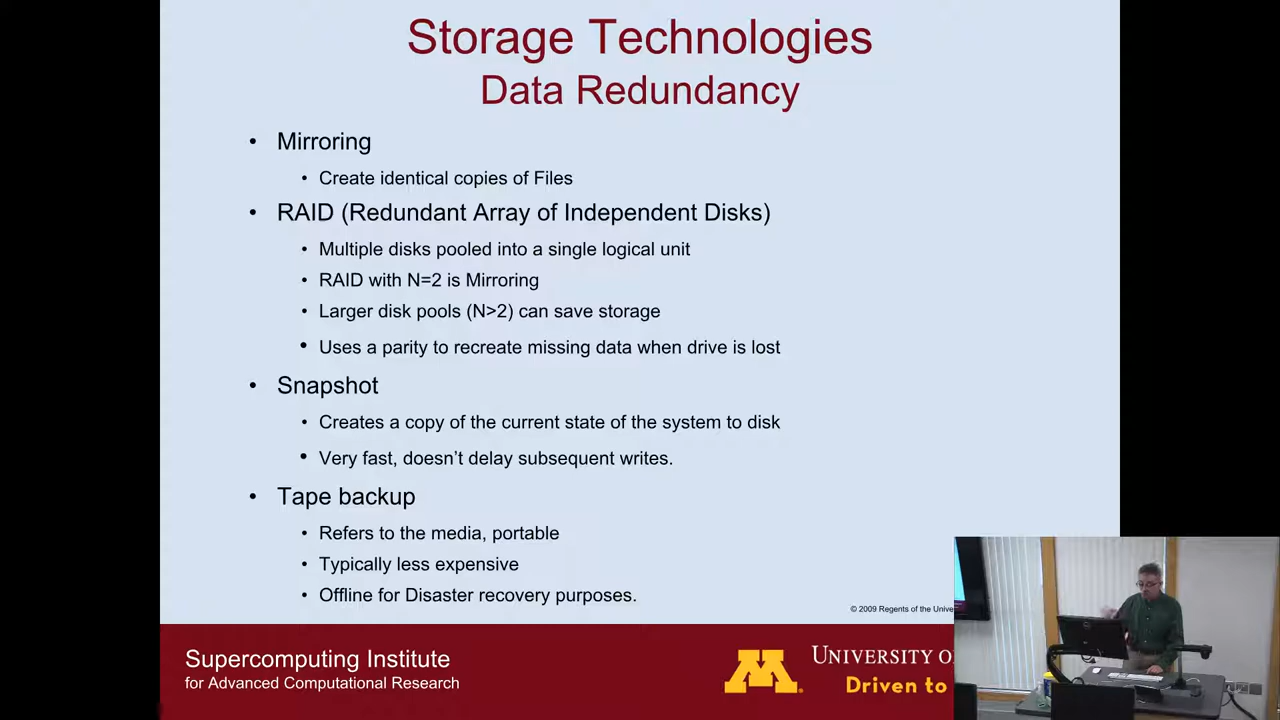 Storage Technologies
Data Redundancy
• Mirroring
• Create identical copies of Files
• RAID (Redundant Array of Independent Disks)
• Multiple disks pooled into a single logical unit
• RAID with N=2 is Mirroring
• Larger disk pools (N>2) can save storage
• Uses a parity to recreate missing data when drive is lost
• Snapshot
• Creates a copy of the current state of the system to disk
• Very fast, doesn't delay subsequent writes.
• Tape backup
• Refers to the media, portable
• Typically less expensive
• Offline for Disaster recovery purposes.
© 2009 Regents of the
Supercomputing Institute
for Advanced Computational Research
M
UNIVERSITY
Driven to